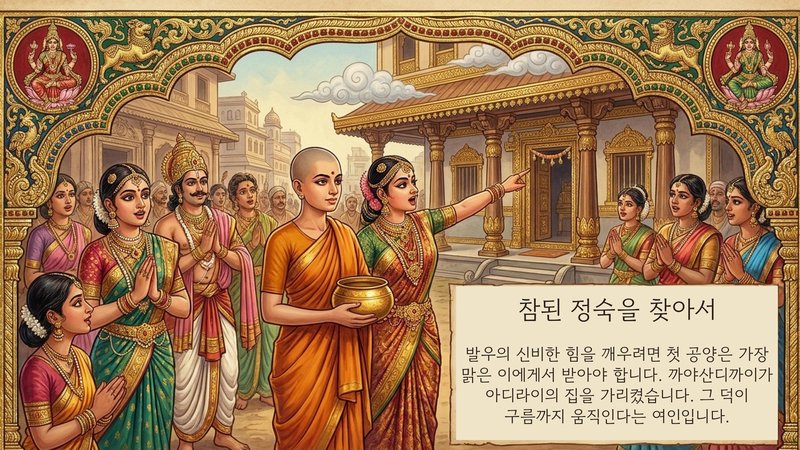 참된 정숙을 찾아서
발우의 신비한 힘을 깨우려면 첫 공양은 가장
맑은 이에게서 받아야 합니다. 까야산디까이가
아디라이의 집을 가리켰습니다. 그 덕이
구름까지 움직인다는 여인입니다.